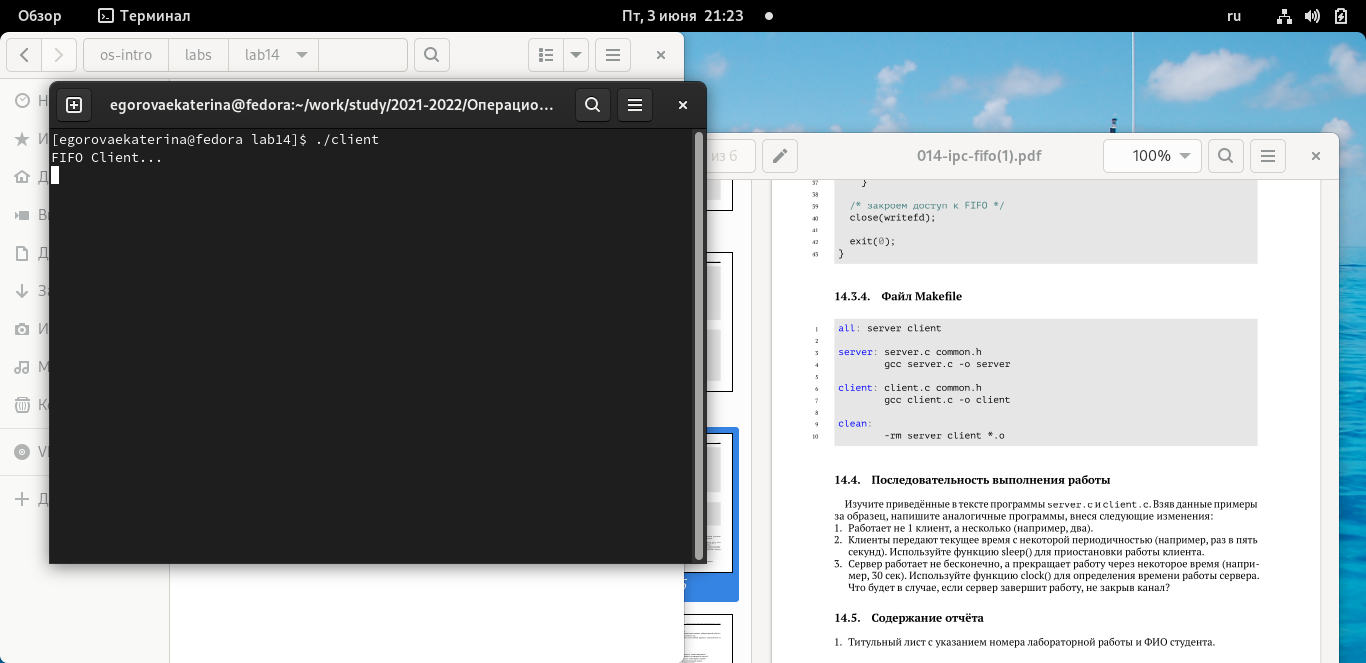 Обзор
Терминал
Пт, 3 июня 21:23
ru
os-intro
labs
lab14
egorovaekaterina@fedora:~/work/study/2021-2022/Операцио…
[egorovaekaterina@fedora lab14]$ ./client
FIFO Client...
из 6
014-ipc-fifo(1).pdf
100%
37 }
38
39 /* закроем доступ к FIFO */
40 close(writefd);
41
42 exit(0);
43 }
14.3.4. Файл Makefile
1 all: server client
2
3 server: server.c common.h
4 gcc server.c -o server
5
6 client: client.c common.h
7 gcc client.c -o client
8
9 clean:
10 -rm server client *.o
14.4. Последовательность выполнения работы
Изучите приведённые в тексте программы server.c и client.c. Взяв данные примеры
за образец, напишите аналогичные программы, внеся следующие изменения:
1. Работает не 1 клиент, а несколько (например, два).
2. Клиенты передают текущее время с некоторой периодичностью (например, раз в пять
секунд). Используйте функцию sleep() для приостановки работы клиента.
3. Сервер работает не бесконечно, а прекращает работу через некоторое время (напри-
мер, 30 сек). Используйте функцию clock() для определения времени работы сервера.
Что будет в случае, если сервер завершит работу, не закрыв канал?
14.5. Содержание отчёта
1. Титульный лист с указанием номера лабораторной работы и ФИО студента.